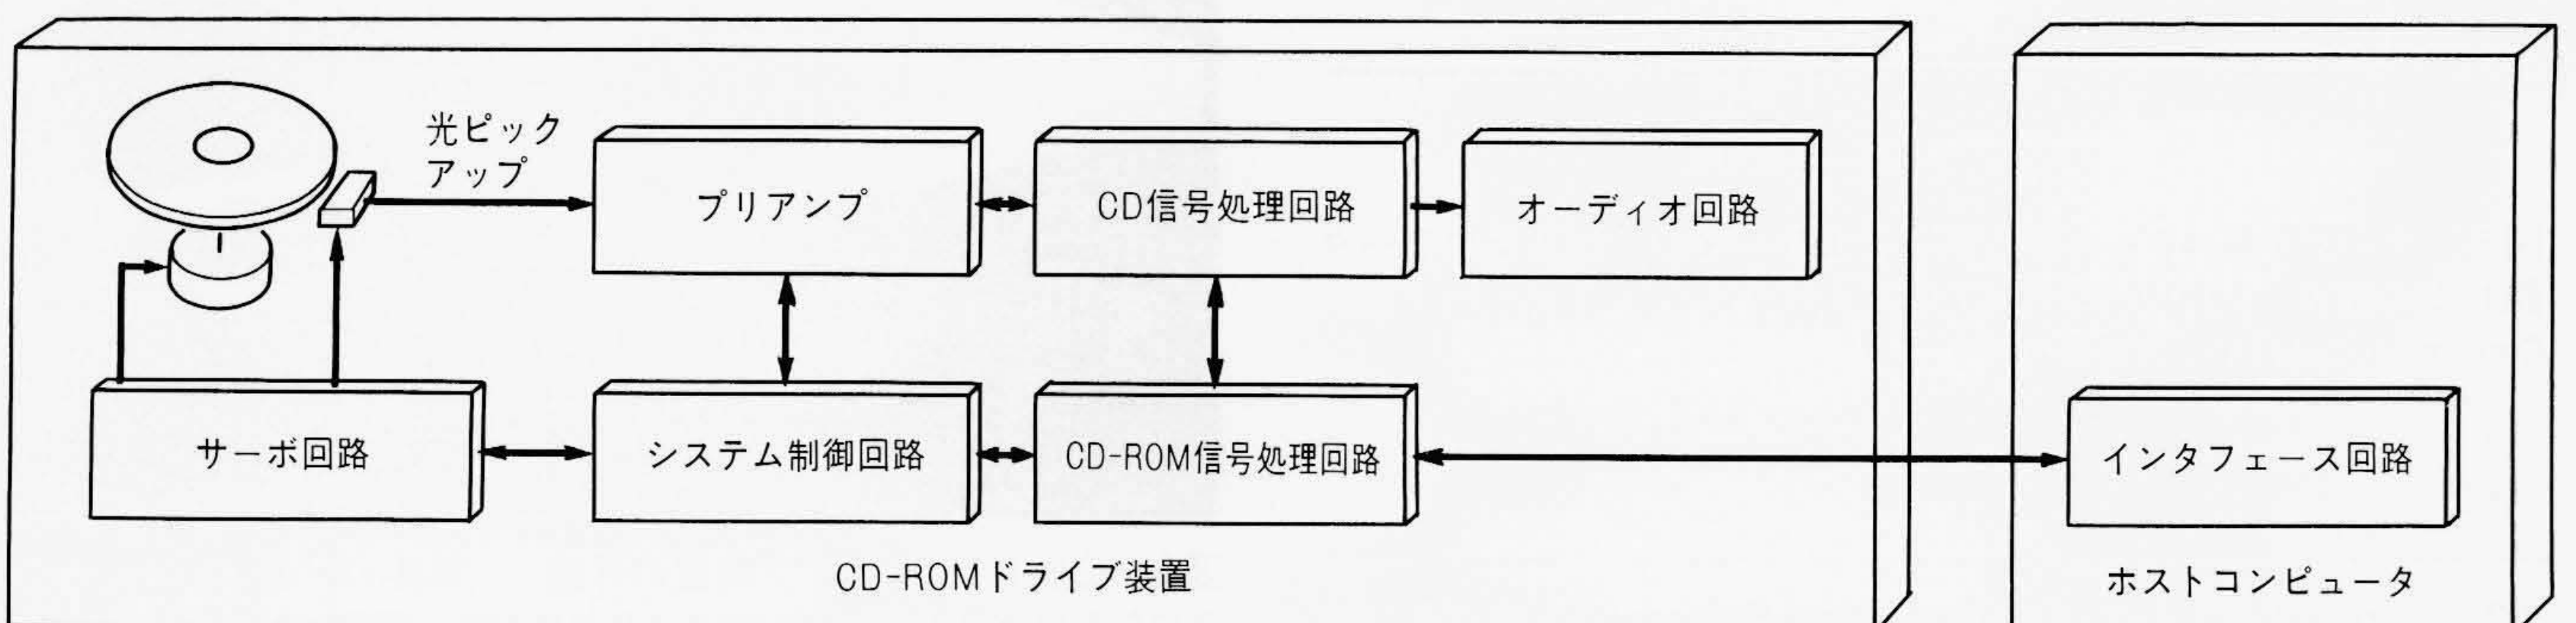 光ピック
アップ
プリアンプ
CD信号処理回路
オーディオ回路
サーボ回路
システム制御回路
CD-ROM信号処理回路
インタフェース回路
CD-ROMドライブ装置
ホストコンピュータ